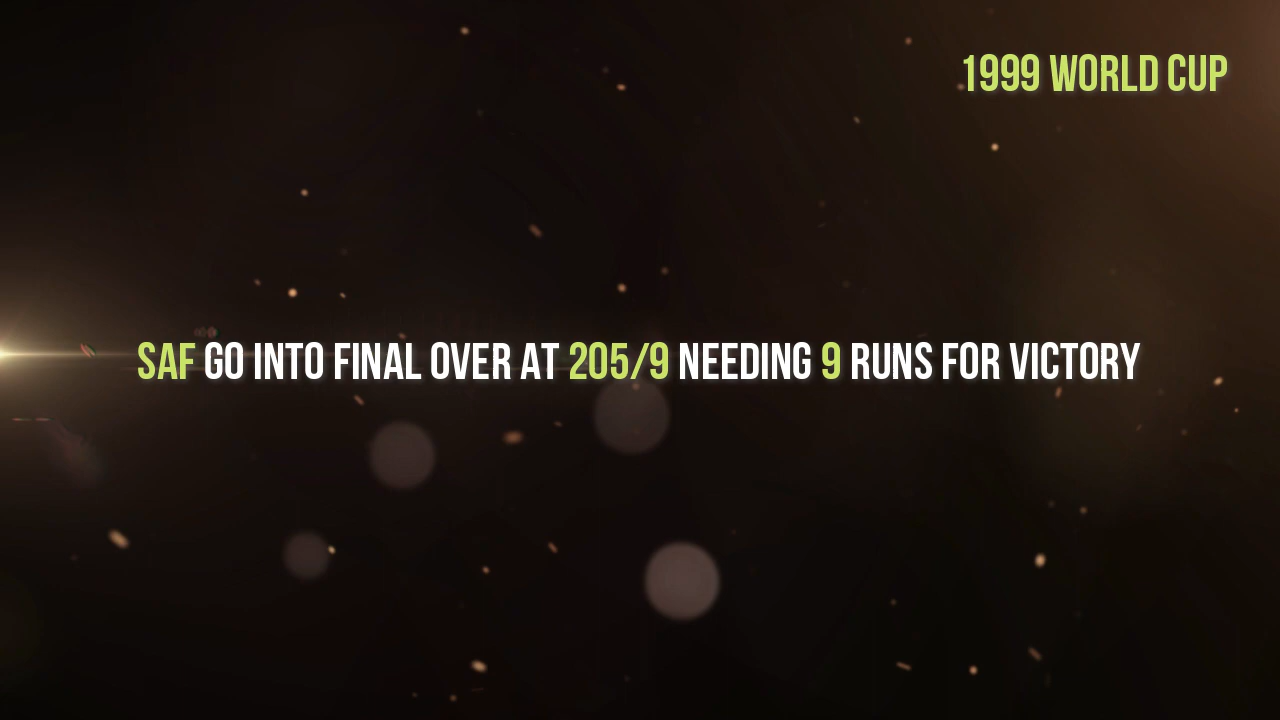 1999 WORLD CUP
SAF GO INTO FINAL OVER AT 205/9 NEEDING 9 RUNS FOR VICTORY